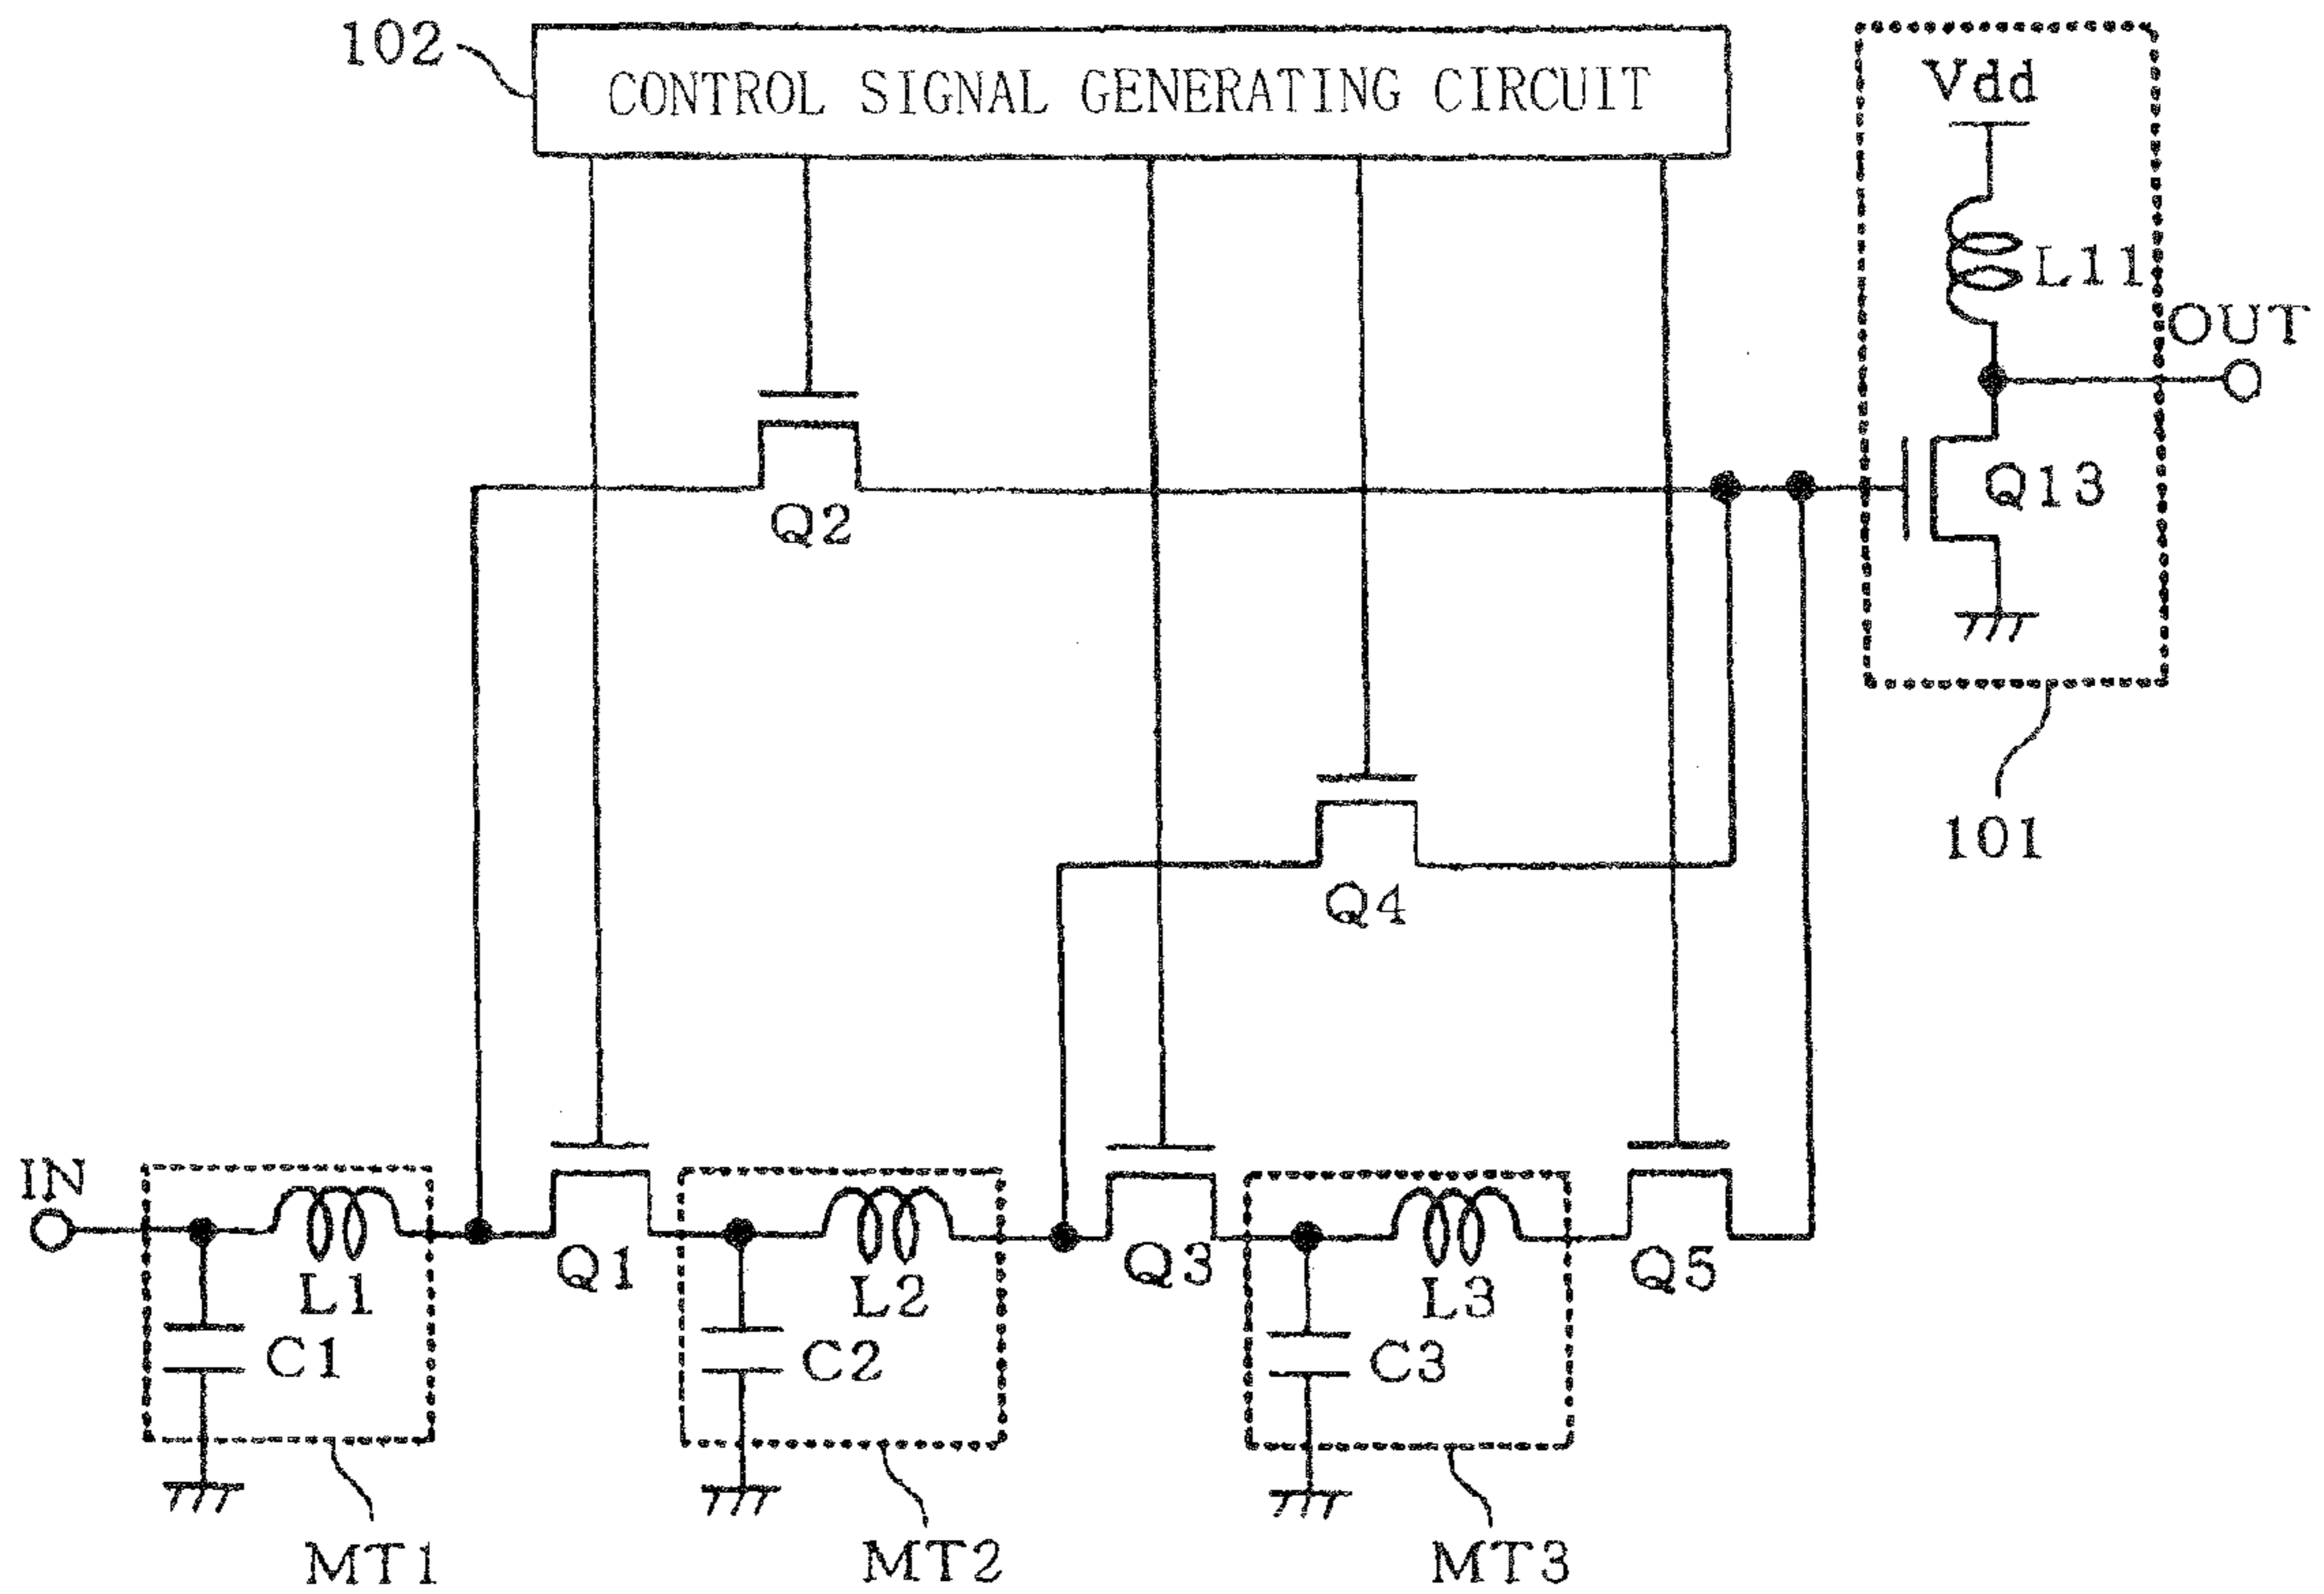 102
CONTROL SIGNAL GENERATING CIRCUIT
Vdd
L11
OUT
Q2
Q13
Q4
101
IN
Q1
Q3
Q5
L1
L2
L3
C1
C2
C3
MT1
MT2
MT3